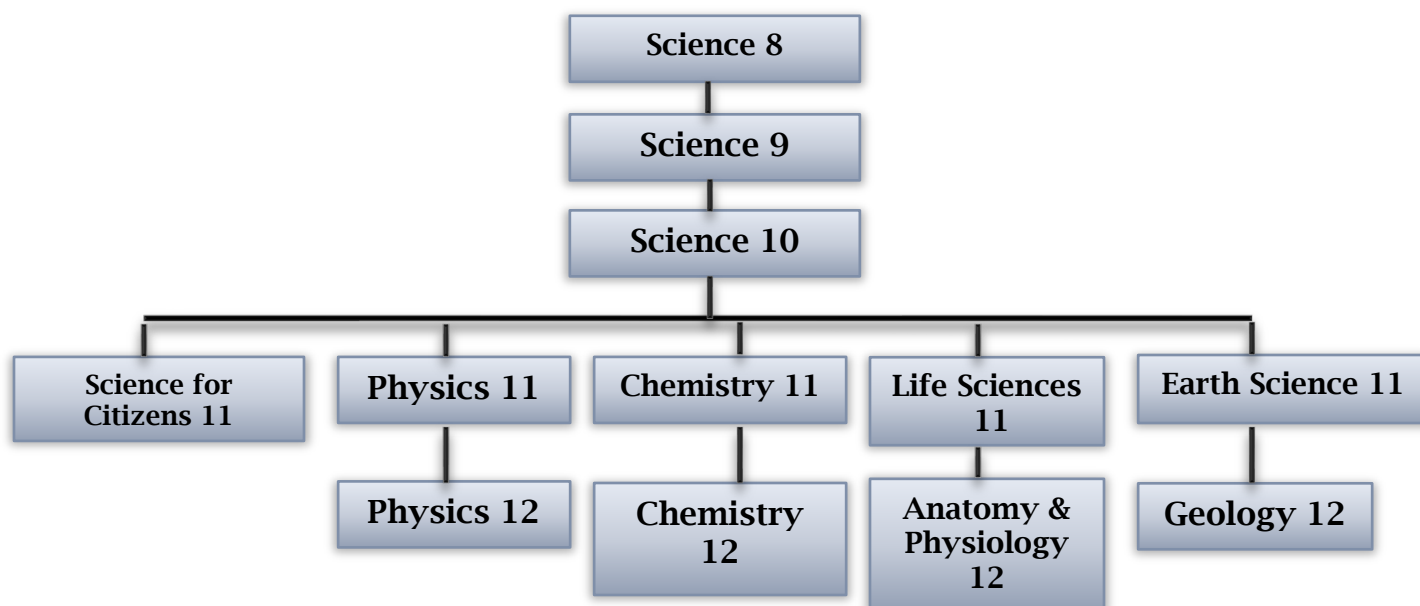 Science 8
Science 9
Science 10
Science for
Citizens 11
Physics 11
Chemistry 11
Life Sciences
11
Earth Science 11
Physics 12
Chemistry
12
Anatomy &
Physiology
12
Geology 12